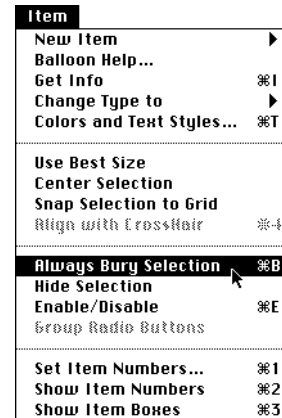 Item
New Item ▶
Balloon Help...
Get Info ⌘I
Change Type to ▶
Colors and Text Styles... ⌘T
Use Best Size
Center Selection
Snap Selection to Grid
Align with CrossHair
Always Bury Selection ⌘B
Hide Selection
Enable/Disable ⌘E
Group Radio Buttons
Set Item Numbers... ⌘1
Show Item Numbers ⌘2
Show Item Boxes ⌘3